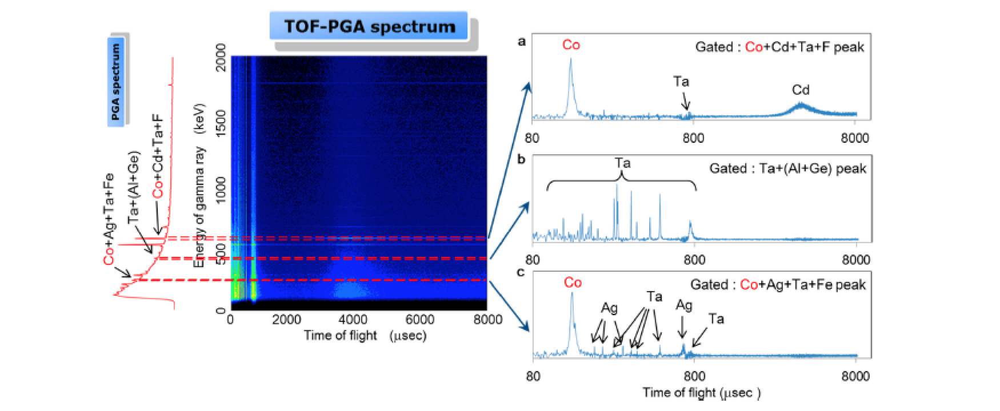 TOF-PGA spectrum
PGA spectrum
Co+Ag+Ta+Fe
Ta+(Al+Ge)
Co+Cd+Ta+F
Energy of gamma ray (keV)
2000
1500
1000
500
0
0 2000 4000 6000 8000
Time of flight (μsec)
a
Co
Gated : Co+Cd+Ta+F peak
Ta
Cd
80 800 8000
b
Ta
Gated : Ta+(Al+Ge) peak
80 800 8000
c
Co
Gated : Co+Ag+Ta+Fe peak
Ag
Ta
Ag
Ta
80 800 8000
Time of flight (μsec )